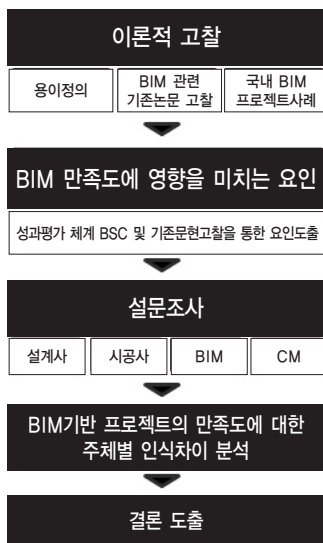 이론적 고찰
용이정의
BIM 관련
기존논문 고찰
국내 BIM
프로젝트사례
BIM 만족도에 영향을 미치는 요인
성과평가 체계 BSC 및 기존문헌고찰을 통한 요인도출
설문조사
설계사
시공사
BIM
CM
BIM기반 프로젝트의 만족도에 대한
주체별 인식차이 분석
결론 도출